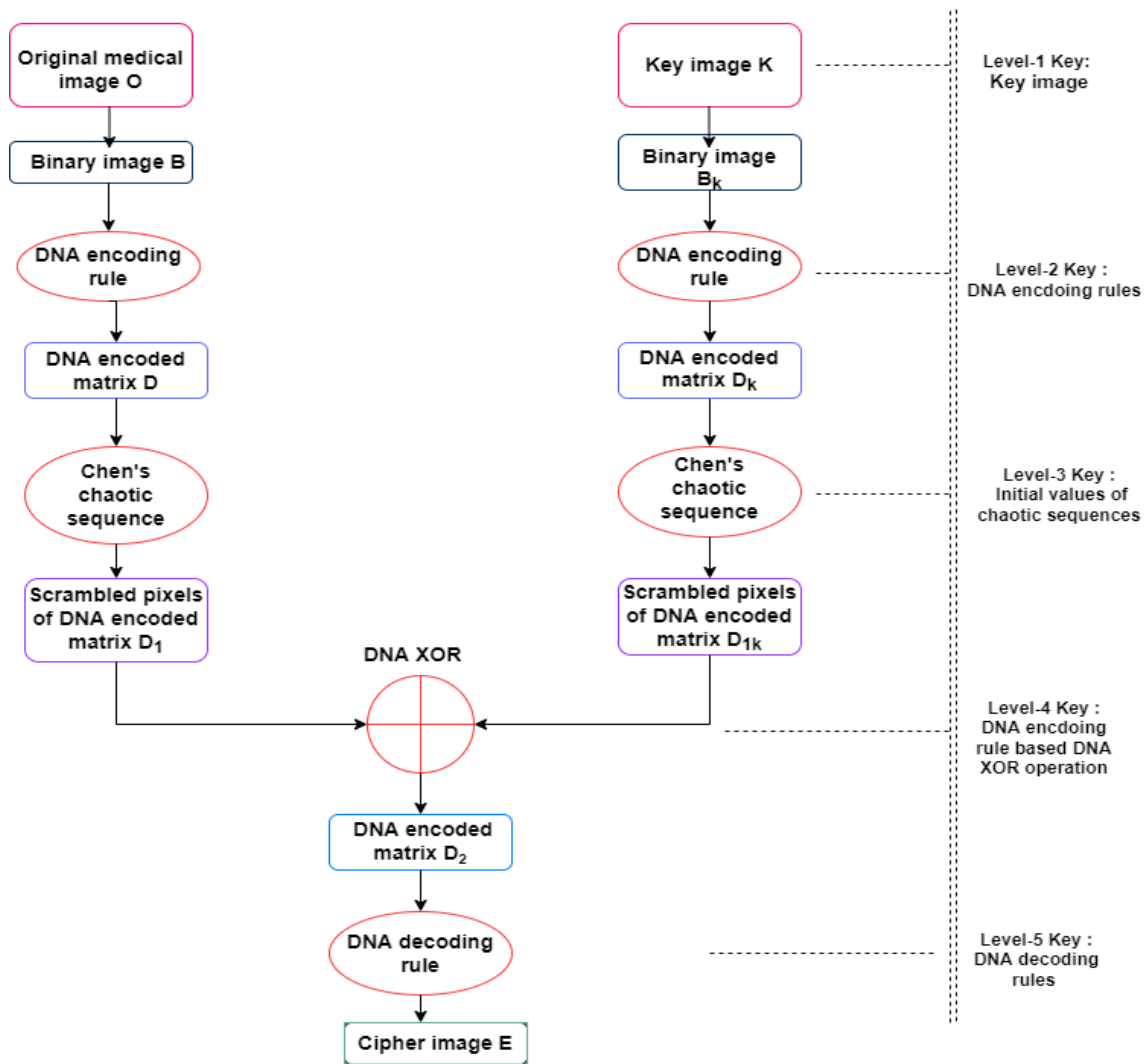 Original medical
image O
Key image K
Level-1 Key:
Key image
Binary image B
Binary image
Bk
DNA encoding
rule
DNA encoding
rule
Level-2 Key :
DNA encdoing rules
DNA encoded
matrix D
DNA encoded
matrix Dk
Chen's
chaotic
sequence
Chen's
chaotic
sequence
Level-3 Key :
Initial values of
chaotic sequences
Scrambled pixels
of DNA encoded
matrix D1
Scrambled pixels
of DNA encoded
matrix D1k
DNA XOR
Level-4 Key :
DNA encdoing
rule based DNA
XOR operation
DNA encoded
matrix D2
DNA decoding
rule
Level-5 Key :
DNA decoding
rules
Cipher image E